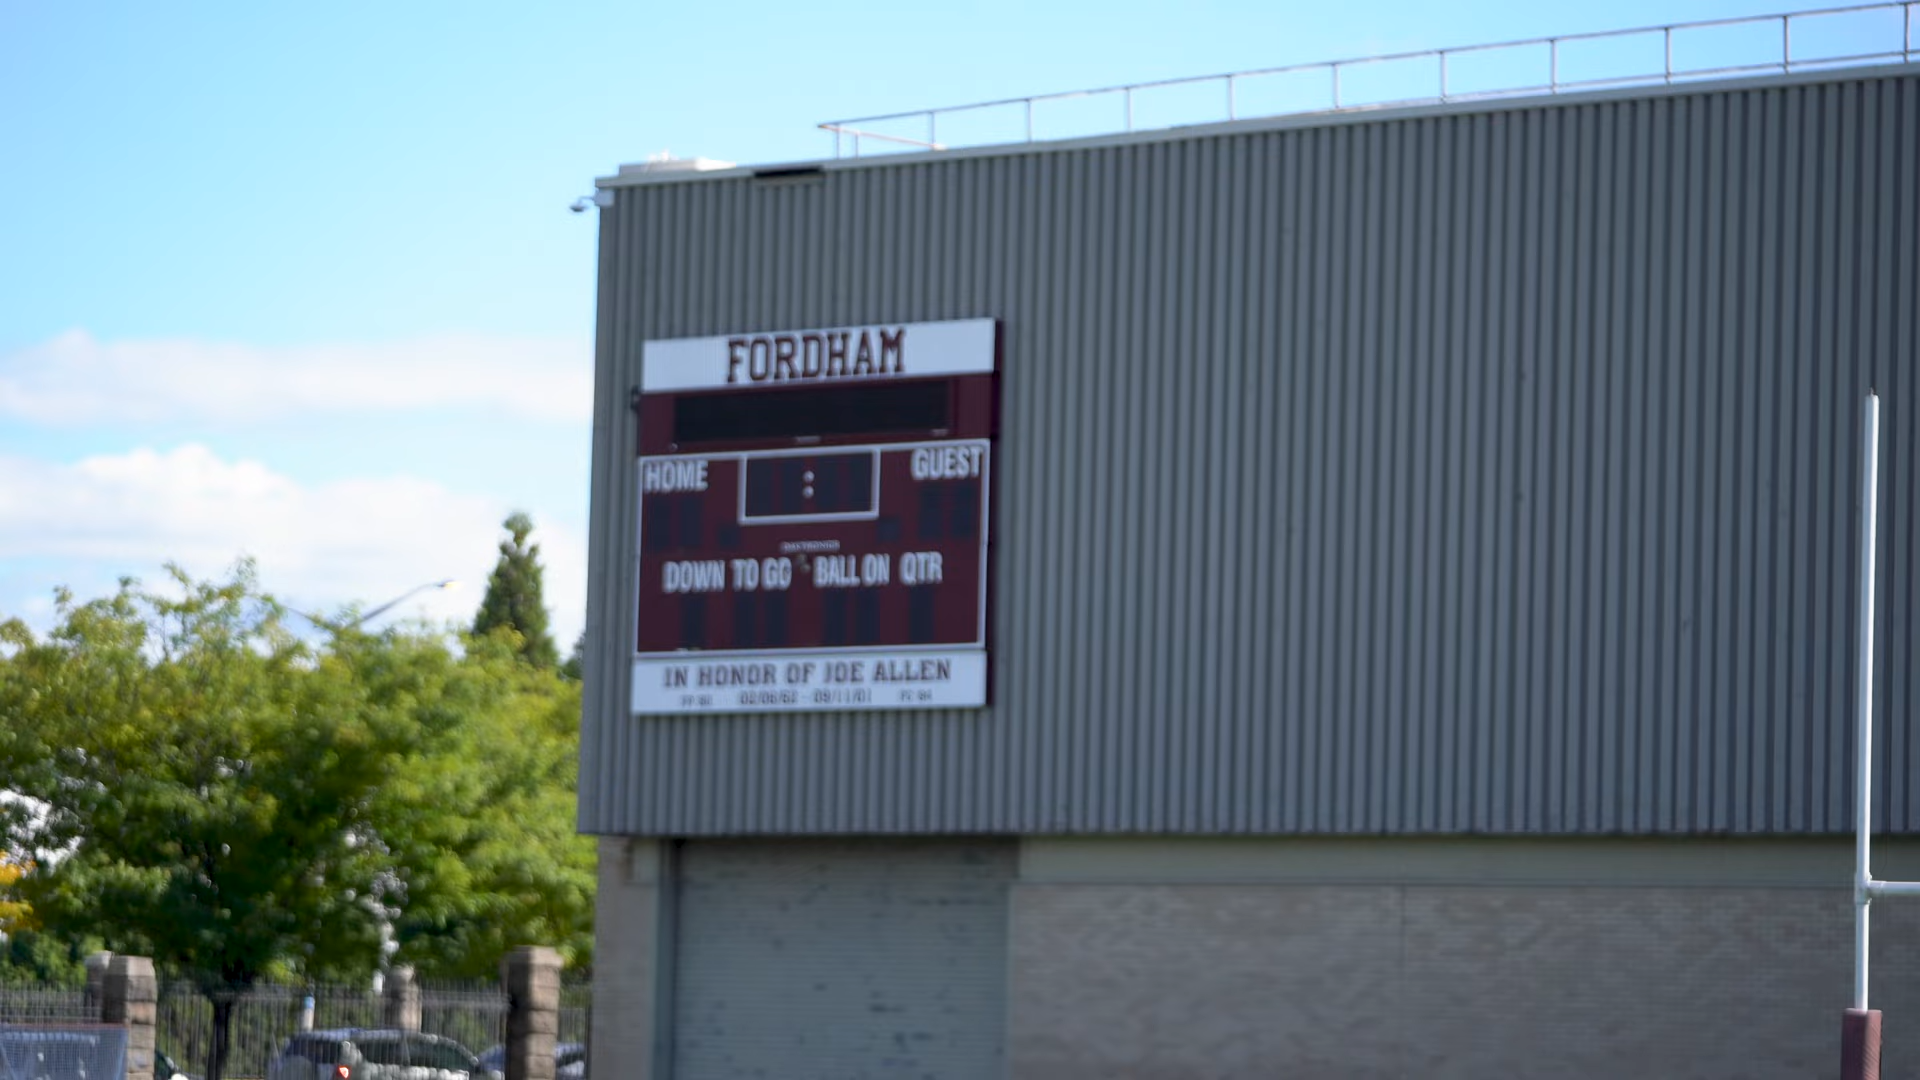 FORDHAM
HOME GUEST
:
DAKTRONICS
DOWN TO GO BALL ON QTR
IN HONOR OF JOE ALLEN
02/06/62 - 09/11/01